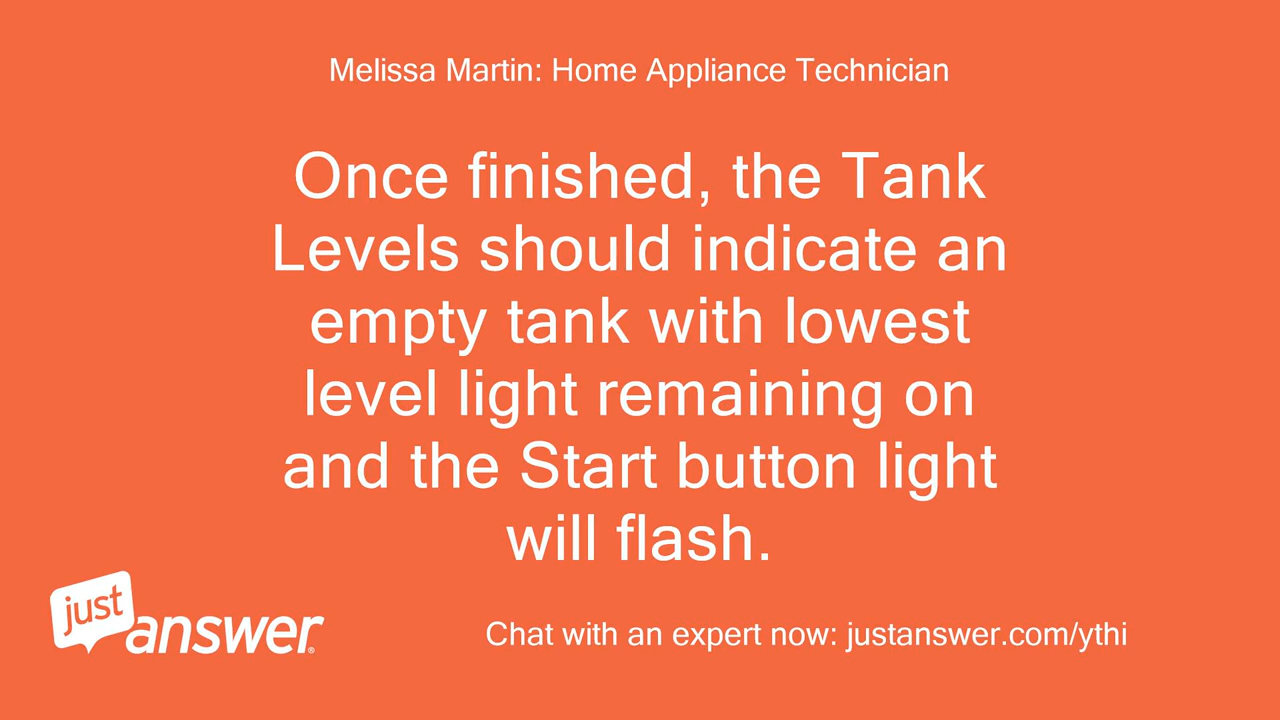 Melissa Martin: Home Appliance Technician
Once finished, the Tank
Levels should indicate an
empty tank with lowest
level light remaining on
and the Start button light
will flash.
just
answer®
Chat with an expert now: justanswer.com/ythi